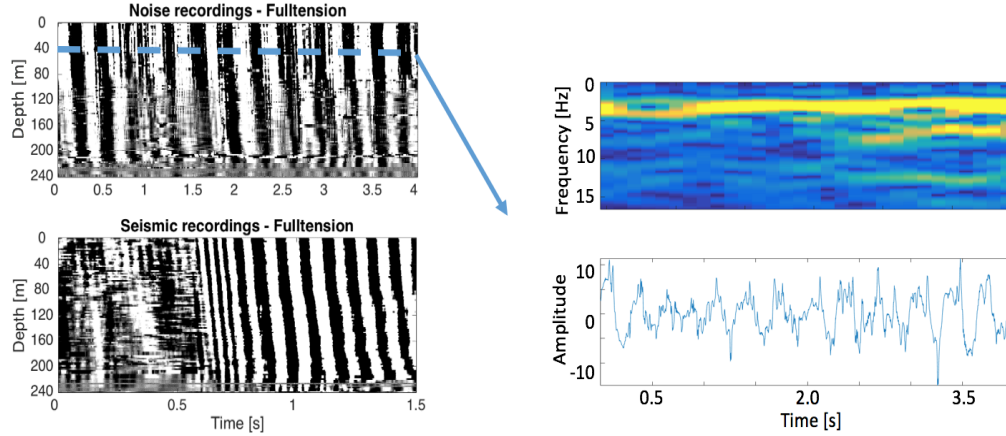 Noise recordings - Fulltension
Depth [m]
0
40
80
120
160
200
240
0 0.5 1 1.5 2 2.5 3 3.5 4
Seismic recordings - Fulltension
Depth [m]
0
40
80
120
160
200
240
0 0.5 1 1.5
Time [s]
Frequency [Hz]
0
5
10
15
Amplitude
10
0
-10
0.5 2.0 3.5
Time [s]